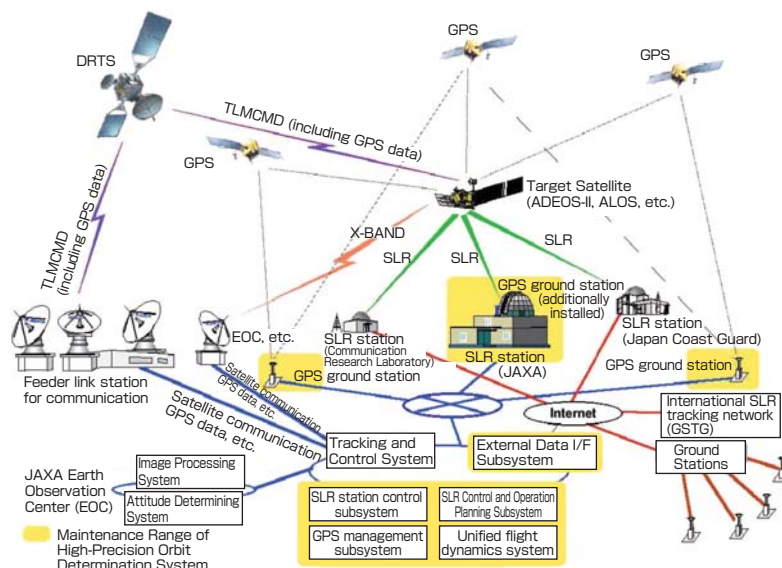 GPS
DRTS
GPS
TLMCMD (including GPS data)
GPS
Target Satellite
(ADEOS-II, ALOS, etc.)
X-BAND
TLMCMD
(including GPS data)
SLR
SLR
SLR
GPS ground station
(additionally
installed)
EOC, etc.
SLR station
(Communication
Research Laboratory)
SLR station
(JAXA)
SLR station
(Japan Coast Guard)
Feeder link station
for communication
GPS
ground station
GPS ground station
Satellite communication
GPS data, etc.
Satellite communication
GPS data, etc.
Internet
International SLR
tracking network
(GSTG)
Tracking and
Control System
External Data I/F
Subsystem
Ground
Stations
JAXA Earth
Observation
Center (EOC)
Image Processing
System
Attitude Determining
System
SLR station control
subsystem
SLR Control and Operation
Planning Subsystem
GPS management
subsystem
Unified flight
dynamics system
Maintenance Range of
High-Precision Orbit
Determination System